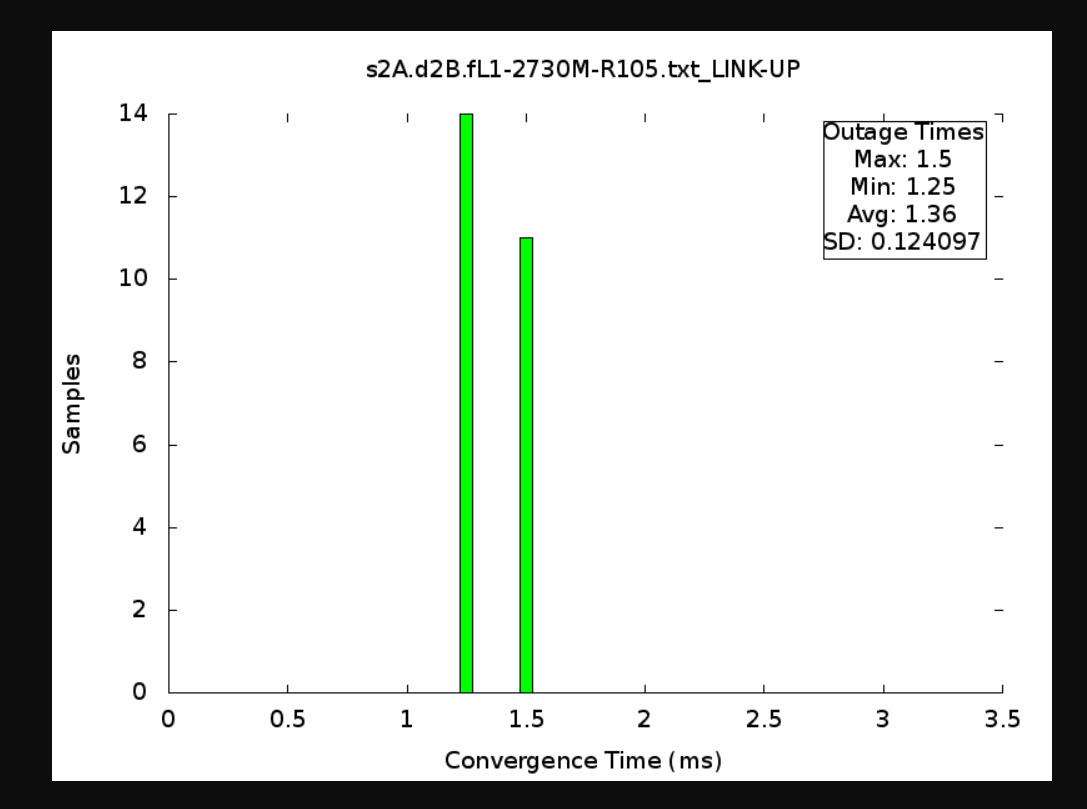 s2A.d2B.fL1-2730M-R105.txt_LINK-UP
Outage Times
Max: 1.5
Min: 1.25
Avg: 1.36
SD: 0.124097
14
12
10
8
6
4
2
0
Samples
0 0.5 1 1.5 2 2.5 3 3.5
Convergence Time (ms)